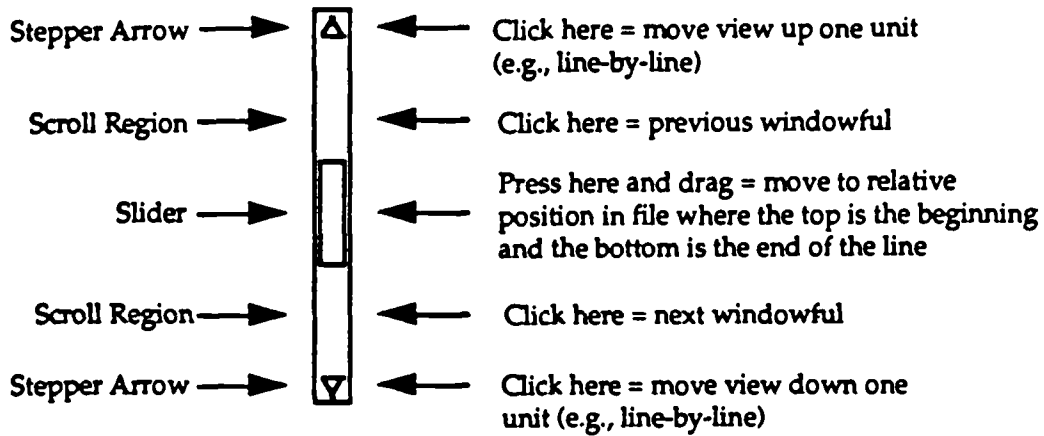 Stepper Arrow
Click here = move view up one unit
(e.g., line-by-line)
Scroll Region
Click here = previous windowful
Slider
Press here and drag = move to relative
position in file where the top is the beginning
and the bottom is the end of the line
Scroll Region
Click here = next windowful
Stepper Arrow
Click here = move view down one
unit (e.g., line-by-line)